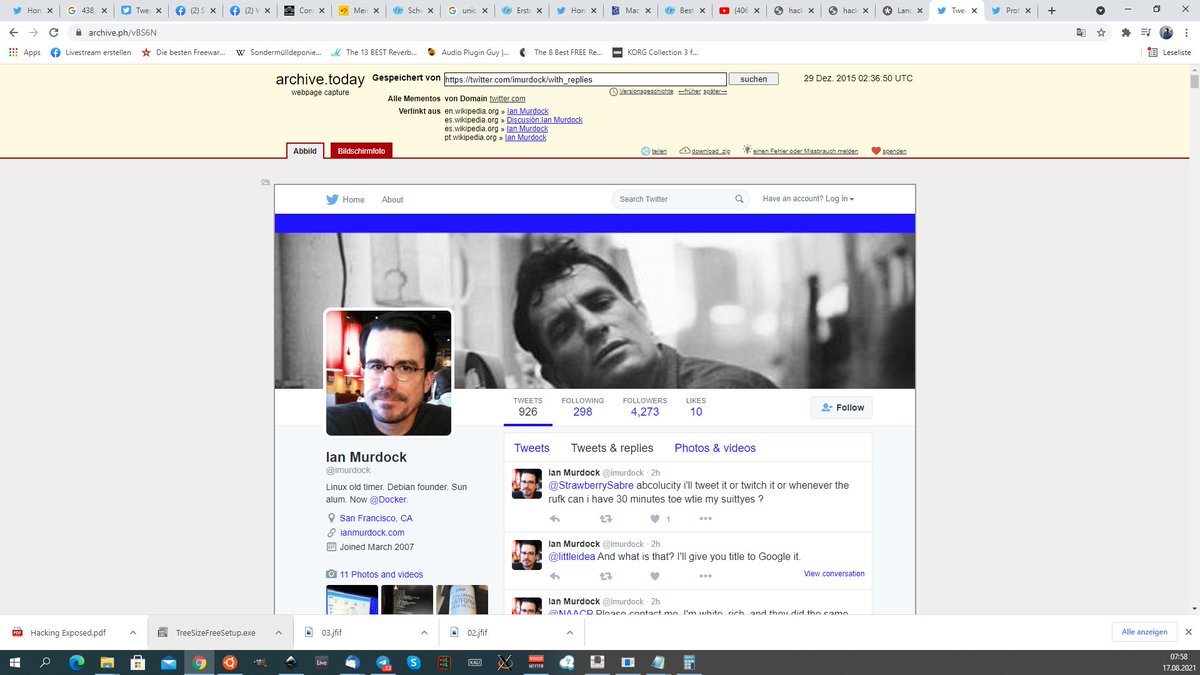 Hon
438
Twe
(2) S
(2) W
Con
Mei
Sch
unic
Erst
Hon
Mac
Best
(406
hack
hack
Lanc
Twe
Prof
archive.ph/vBS6N
Apps
Livestream erstellen
Die besten Freewar...
Sondermülldeponie...
The 13 BEST Reverb...
Audio Plugin Guy |...
The 8 Best FREE Re...
KORG Collection 3 f...
Leseliste
archive.today
webpage capture
Gespeichert von
https://twitter.com/imurdock/with_replies
suchen
29 Dez. 2015 02:36:50 UTC
Versionsgeschichte ←früher später→
Alle Mementos von Domain twitter.com
Verlinkt aus en.wikipedia.org » Ian Murdock
es.wikipedia.org » Discusión:Ian Murdock
es.wikipedia.org » Ian Murdock
pt.wikipedia.org » Ian Murdock
Abbild
Bildschirmfoto
teilen
download .zip
einen Fehler oder Missbrauch melden
spenden
0%
Home
About
Search Twitter
Have an account? Log in
TWEETS
926
FOLLOWING
298
FOLLOWERS
4,273
LIKES
10
Follow
Ian Murdock
@imurdock
Linux old timer. Debian founder. Sun
alum. Now @Docker.
San Francisco, CA
ianmurdock.com
Joined March 2007
11 Photos and videos
Tweets
Tweets & replies
Photos & videos
Ian Murdock @imurdock · 2h
@StrawberrySabre abcolucity i'll tweet it or twitch it or whenever the
rufk can i have 30 minutes toe wtie my suittyes ?
1
Ian Murdock @imurdock · 2h
@littleidea And what is that? I'll give you title to Google it.
View conversation
Ian Murdock @imurdock · 2h
@NAACP Please contact me. I'm white, rich, and they did the same
Hacking Exposed.pdf
TreeSizeFreeSetup.exe
03.jfif
02.jfif
Alle anzeigen
Live
53
KALI
07:58
17.08.2021